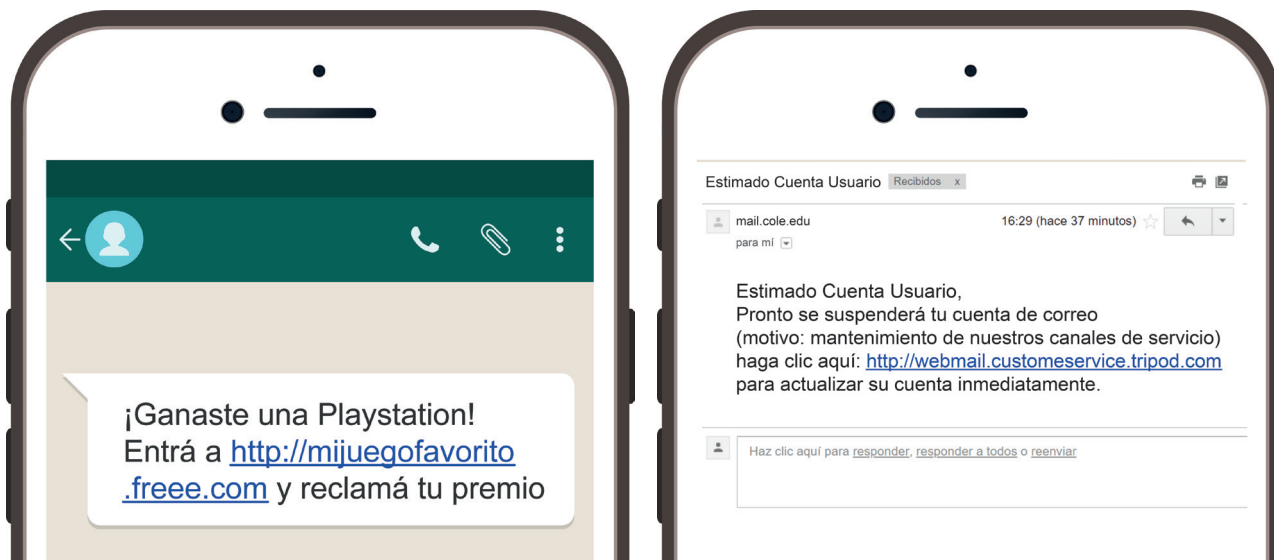 ¡Ganaste una Playstation!
Entrá a http://mijuegofavorito
.freee.com y reclamá tu premio
Estimado Cuenta Usuario Recibidos x
mail.cole.edu 16:29 (hace 37 minutos)
para mí
Estimado Cuenta Usuario,
Pronto se suspenderá tu cuenta de correo
(motivo: mantenimiento de nuestros canales de servicio)
haga clic aquí: http://webmail.customeservice.tripod.com
para actualizar su cuenta inmediatamente.
Haz clic aquí para responder, responder a todos o reenviar